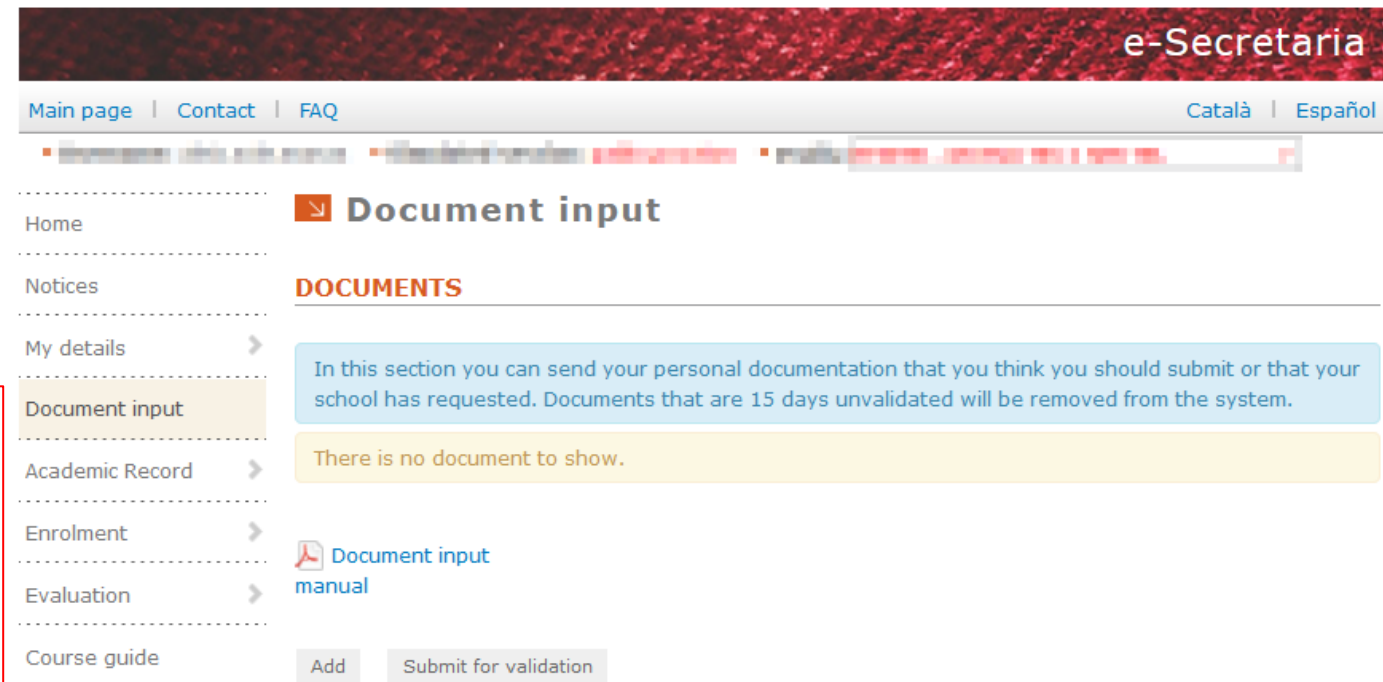 e-Secretaria
Main page | Contact | FAQ
Català | Español
Home
Notices
My details
Document input
Academic Record
Enrolment
Evaluation
Course guide
Document input
DOCUMENTS
In this section you can send your personal documentation that you think you should submit or that your
school has requested. Documents that are 15 days unvalidated will be removed from the system.
There is no document to show.
Document input
manual
Add
Submit for validation